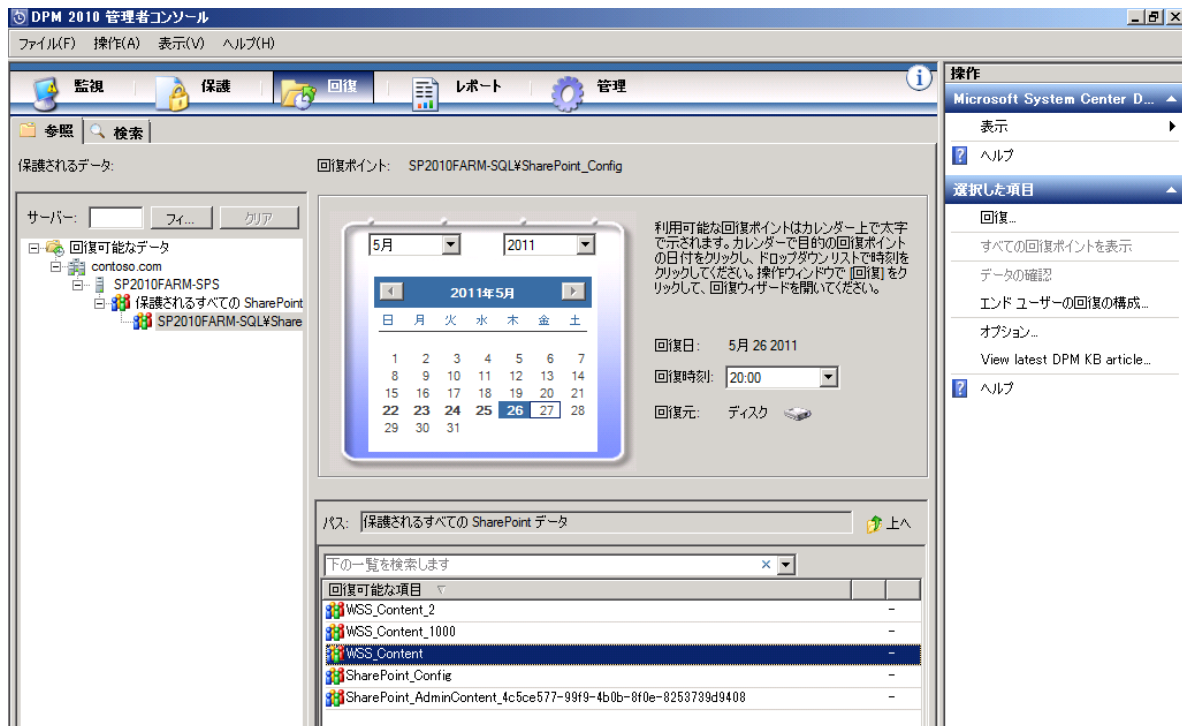 DPM 2010 管理者コンソール
ファイル(F) 操作(A) 表示(V) ヘルプ(H)
監視 保護 回復 レポート 管理
参照 検索
保護されるデータ:
サーバー: フィ... クリア
回復可能なデータ
contoso.com
SP2010FARM-SPS
保護されるすべての SharePoint
SP2010FARM-SQL¥Share
回復ポイント: SP2010FARM-SQL¥SharePoint_Config
5月 2011
2011年5月
日 月 火 水 木 金 土
1 2 3 4 5 6 7
8 9 10 11 12 13 14
15 16 17 18 19 20 21
22 23 24 25 26 27 28
29 30 31
利用可能な回復ポイントはカレンダー上で太字
で示されます。カレンダーで目的の回復ポイント
の日付をクリックし、ドロップダウン リストで時刻を
クリックしてください。操作ウィンドウで [回復] をク
リックして、回復ウィザードを開いてください。
回復日: 5月 26 2011
回復時刻: 20:00
回復元: ディスク
パス: 保護されるすべての SharePoint データ 上へ
下の一覧を検索します
回復可能な項目
WSS_Content_2 -
WSS_Content_1000 -
WSS_Content -
SharePoint_Config -
SharePoint_AdminContent_4c5ce577-99f9-4b0b-8f0e-8253739d9408 -
操作
Microsoft System Center D...
表示
ヘルプ
選択した項目
回復...
すべての回復ポイントを表示
データの確認
エンド ユーザーの回復の構成...
オプション...
View latest DPM KB article...
ヘルプ